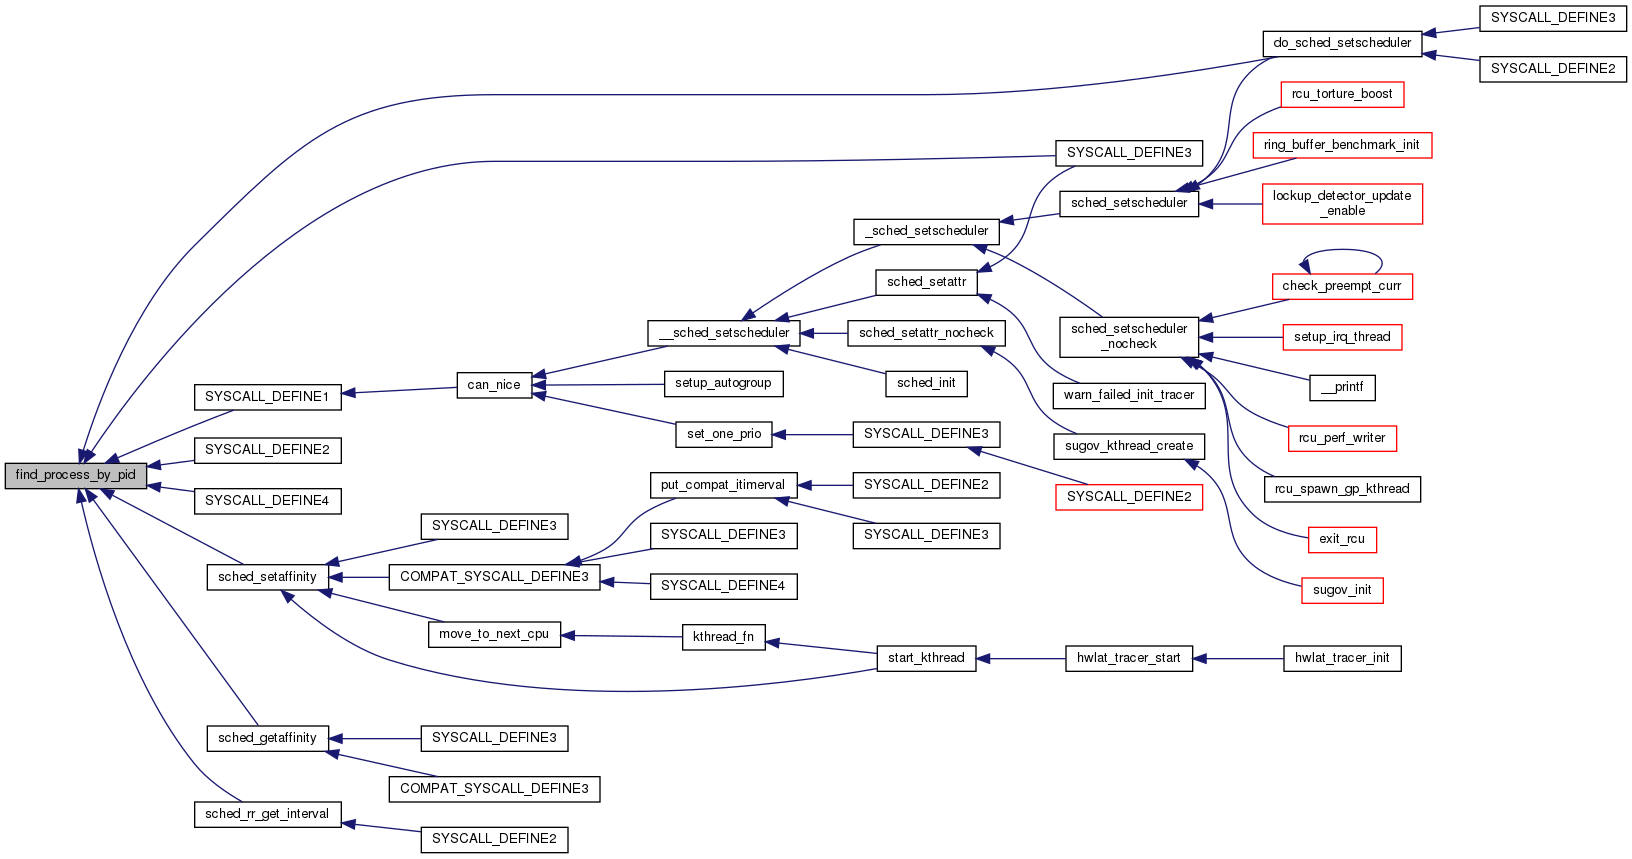 SYSCALL_DEFINE3
do_sched_setscheduler
SYSCALL_DEFINE2
rcu_torture_boost
ring_buffer_benchmark_init
SYSCALL_DEFINE3
sched_setscheduler
lockup_detector_update
_enable
_sched_setscheduler
sched_setattr
check_preempt_curr
__sched_setscheduler
sched_setattr_nocheck
sched_setscheduler
_nocheck
setup_irq_thread
can_nice
setup_autogroup
sched_init
warn_failed_init_tracer
__printf
SYSCALL_DEFINE1
set_one_prio
SYSCALL_DEFINE3
sugov_kthread_create
rcu_perf_writer
SYSCALL_DEFINE2
find_process_by_pid
SYSCALL_DEFINE4
put_compat_itimerval
SYSCALL_DEFINE2
SYSCALL_DEFINE2
rcu_spawn_gp_kthread
SYSCALL_DEFINE3
SYSCALL_DEFINE3
SYSCALL_DEFINE3
exit_rcu
sched_setaffinity
COMPAT_SYSCALL_DEFINE3
SYSCALL_DEFINE4
sugov_init
move_to_next_cpu
kthread_fn
start_kthread
hwlat_tracer_start
hwlat_tracer_init
sched_getaffinity
SYSCALL_DEFINE3
COMPAT_SYSCALL_DEFINE3
sched_rr_get_interval
SYSCALL_DEFINE2